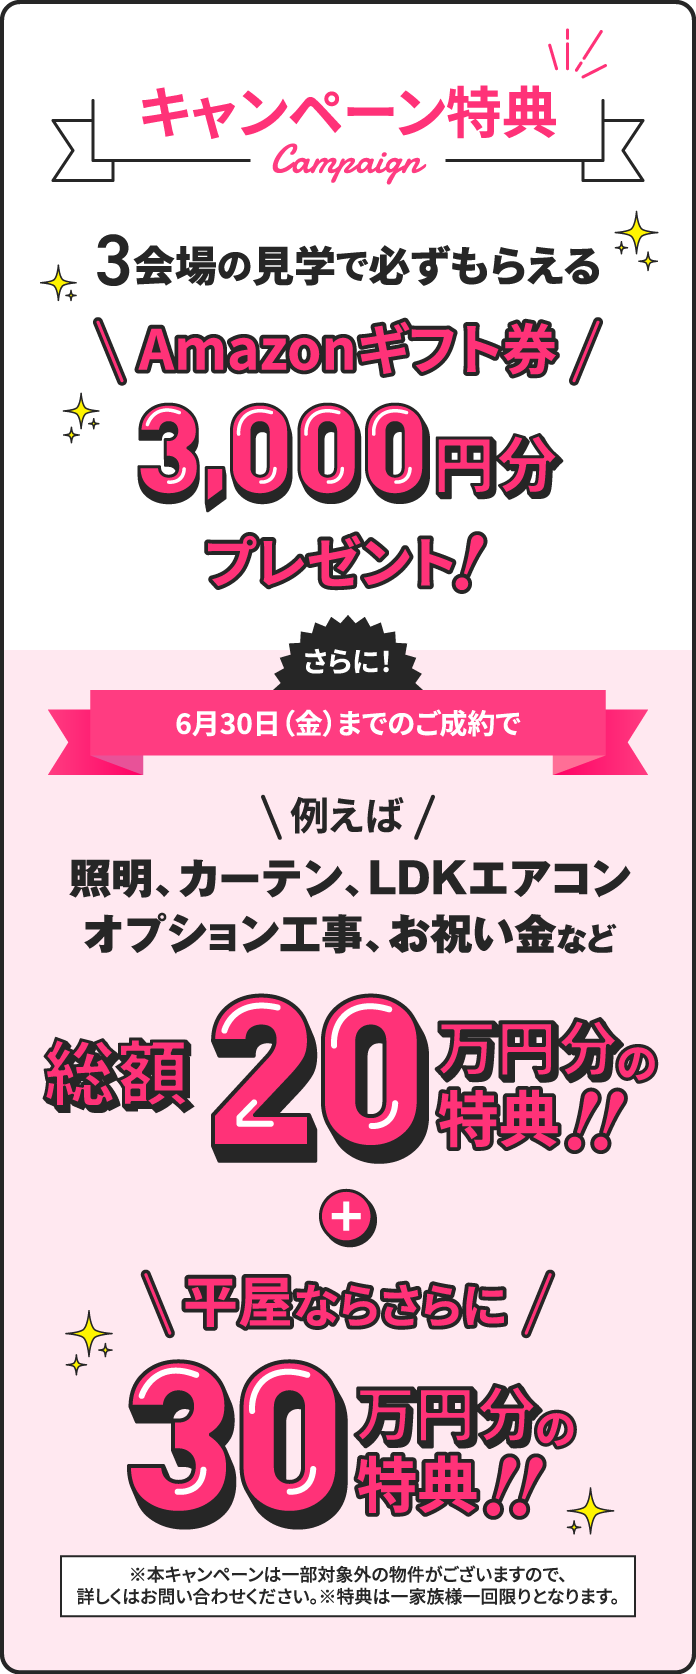 キャンペーン特典
Campaign
3会場の見学で必ずもらえる
Amazonギフト券
3,000円分
プレゼント!
さらに!
6月30日（金）までのご成約で
例えば
照明、カーテン、LDKエアコン
オプション工事、お祝い金など
総額20万円分の
特典!!
+
平屋ならさらに
30万円分の
特典!!
※本キャンペーンは一部対象外の物件がございますので、
詳しくはお問い合わせください。※特典は一家族様一回限りとなります。